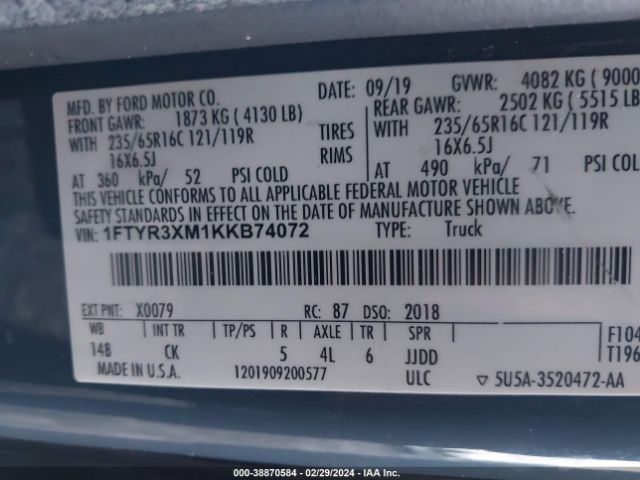 MFD. BY FORD MOTOR CO. DATE: 09/19 GVWR: 4082 KG ( 9000
FRONT GAWR: 1873 KG ( 4130 LB) REAR GAWR: 2502 KG ( 5515 LB)
WITH 235/65R16C 121/119R TIRES WITH 235/65R16C 121/119R
16X6.5J RIMS 16X6.5J
AT 360 kPa/ 52 PSI COLD AT 490 kPa/ 71 PSI COL
THIS VEHICLE CONFORMS TO ALL APPLICABLE FEDERAL MOTOR VEHICLE
SAFETY STANDARDS IN EFFECT ON THE DATE OF MANUFACTURE SHOWN ABOVE.
VIN: 1FTYR3XM1KKB74072 TYPE: Truck
EXT PNT: X0079 RC: 87 DSO: 2018
WB INT TR TP/PS R AXLE TR SPR F104
148 CK 5 4L 6 JJDD T196
MADE IN U.S.A. 1201909200577 ULC ▽ 5U5A-3520472-AA
000-38870584 / 02/29/2024 - IAA Inc.